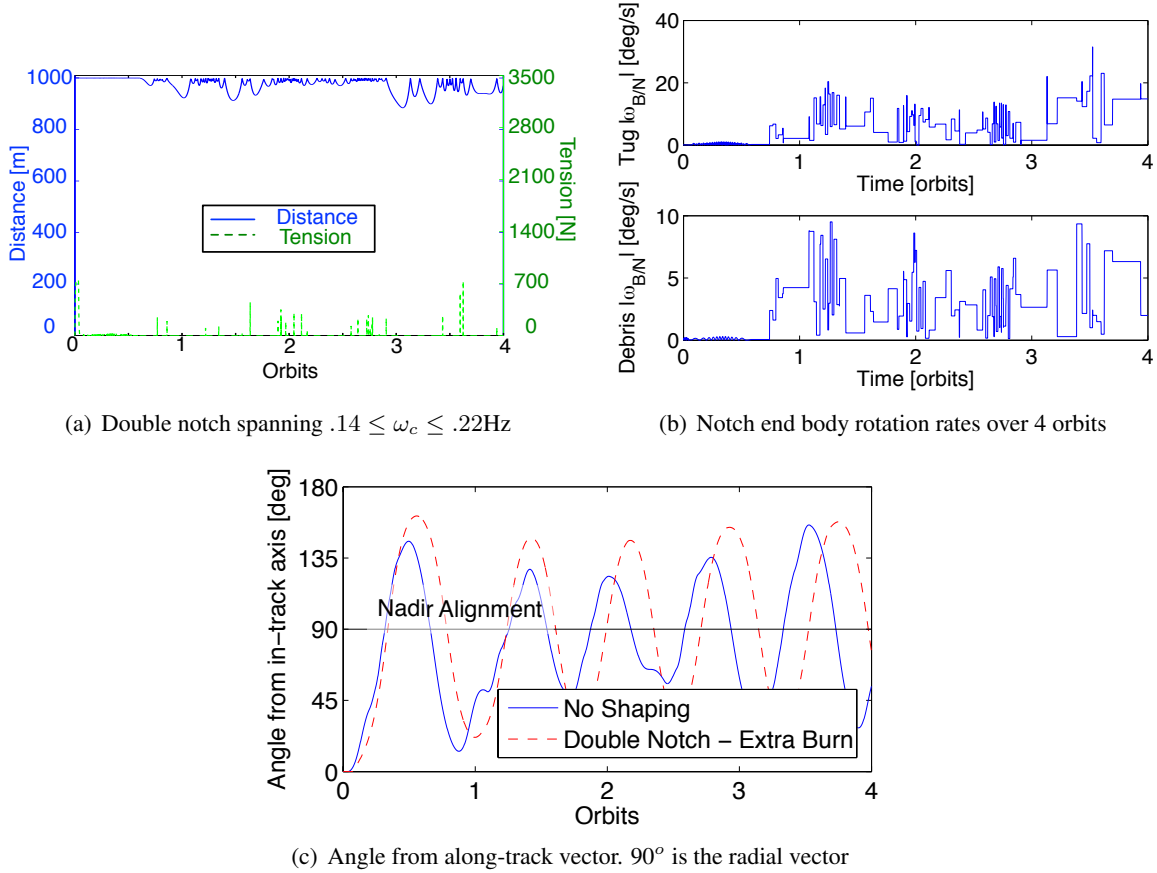 1000
800
600
400
200
0
Distance [m]
3500
2800
2100
1400
700
0
Tension [N]
Distance
Tension
0 1 2 3 4
Orbits
(a) Double notch spanning .14 ≤ ω_c ≤ .22Hz
40
20
0
Tug |ω_{B/N}| [deg/s]
0 1 2 3 4
Time [orbits]
10
5
0
Debris |ω_{B/N}| [deg/s]
0 1 2 3 4
Time [orbits]
(b) Notch end body rotation rates over 4 orbits
180
135
90
45
0
Angle from in-track axis [deg]
Nadir Alignment
No Shaping
Double Notch – Extra Burn
0 1 2 3 4
Orbits
(c) Angle from along-track vector. 90° is the radial vector